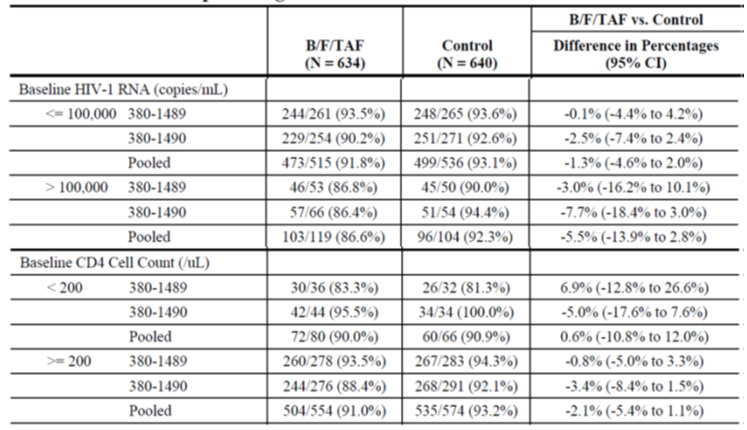 B/F/TAF vs. Control
B/F/TAF Control Difference in Percentages
(N = 634) (N = 640) (95% CI)
Baseline HIV-1 RNA (copies/mL)
<= 100,000 380-1489 244/261 (93.5%) 248/265 (93.6%) -0.1% (-4.4% to 4.2%)
380-1490 229/254 (90.2%) 251/271 (92.6%) -2.5% (-7.4% to 2.4%)
Pooled 473/515 (91.8%) 499/536 (93.1%) -1.3% (-4.6% to 2.0%)
> 100,000 380-1489 46/53 (86.8%) 45/50 (90.0%) -3.0% (-16.2% to 10.1%)
380-1490 57/66 (86.4%) 51/54 (94.4%) -7.7% (-18.4% to 3.0%)
Pooled 103/119 (86.6%) 96/104 (92.3%) -5.5% (-13.9% to 2.8%)
Baseline CD4 Cell Count (/uL)
< 200 380-1489 30/36 (83.3%) 26/32 (81.3%) 6.9% (-12.8% to 26.6%)
380-1490 42/44 (95.5%) 34/34 (100.0%) -5.0% (-17.6% to 7.6%)
Pooled 72/80 (90.0%) 60/66 (90.9%) 0.6% (-10.8% to 12.0%)
>= 200 380-1489 260/278 (93.5%) 267/283 (94.3%) -0.8% (-5.0% to 3.3%)
380-1490 244/276 (88.4%) 268/291 (92.1%) -3.4% (-8.4% to 1.5%)
Pooled 504/554 (91.0%) 535/574 (93.2%) -2.1% (-5.4% to 1.1%)